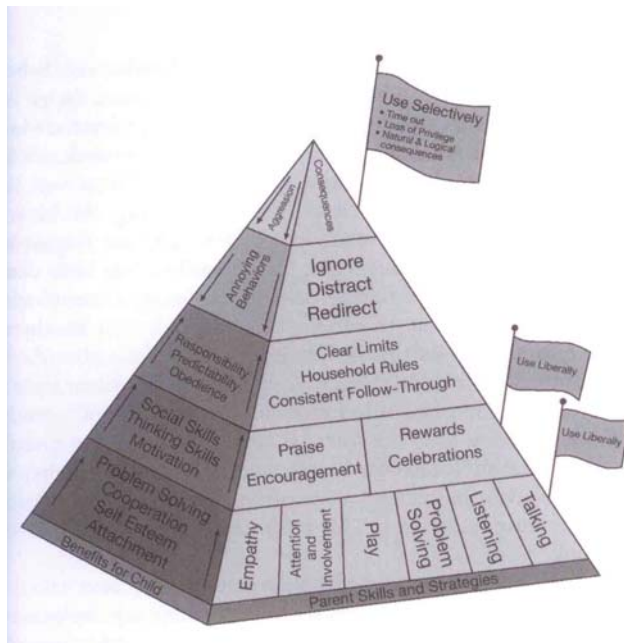 Use Selectively
• Time out
• Loss of Privilege
• Natural & Logical
consequences
Aggression
Consequences
Annoying
Behaviors
Ignore
Distract
Redirect
Responsibility
Predictability
Obedience
Clear Limits
Household Rules
Consistent Follow-Through
Use Liberally
Social Skills
Thinking Skills
Motivation
Praise
Encouragement
Rewards
Celebrations
Use Liberally
Problem Solving
Cooperation
Self Esteem
Attachment
Empathy
Attention
and
Involvement
Play
Problem
Solving
Listening
Talking
Benefits for Child
Parent Skills and Strategies